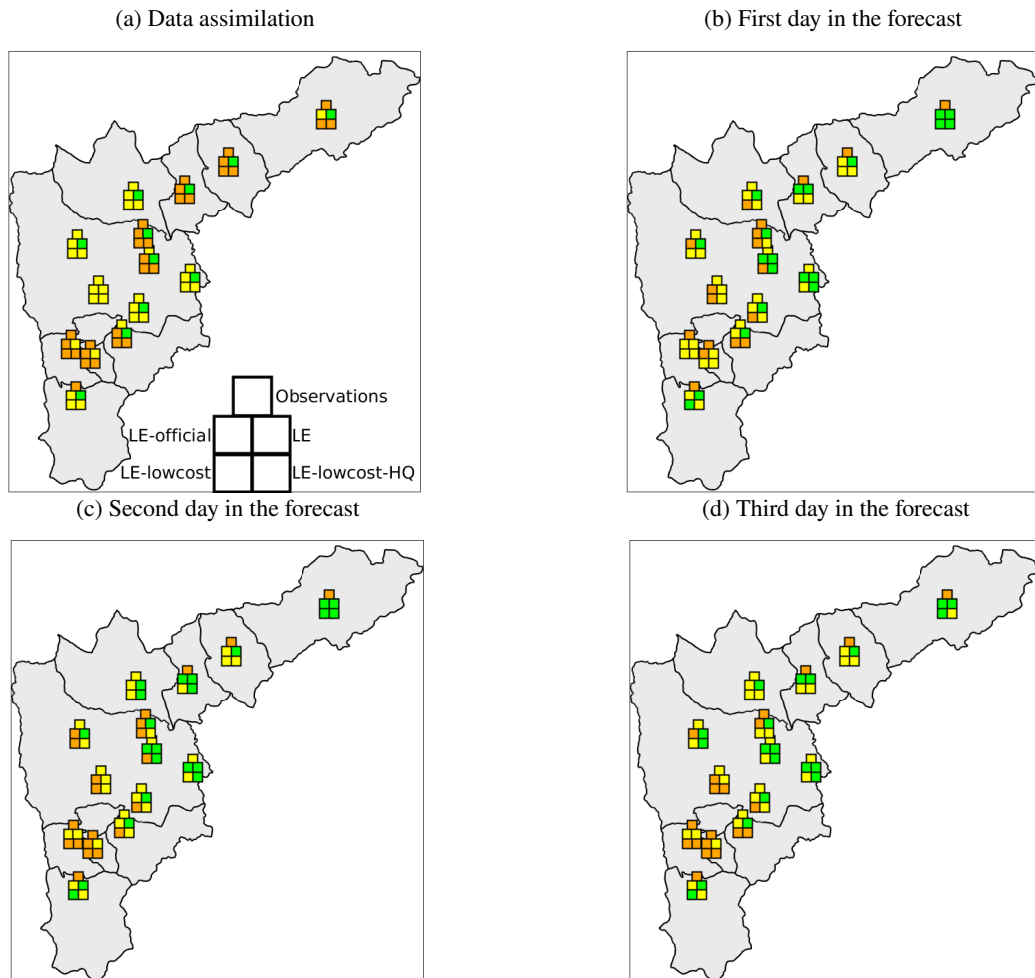 (a) Data assimilation
(b) First day in the forecast
Observations
LE-official
LE
LE-lowcost
LE-lowcost-HQ
(c) Second day in the forecast
(d) Third day in the forecast